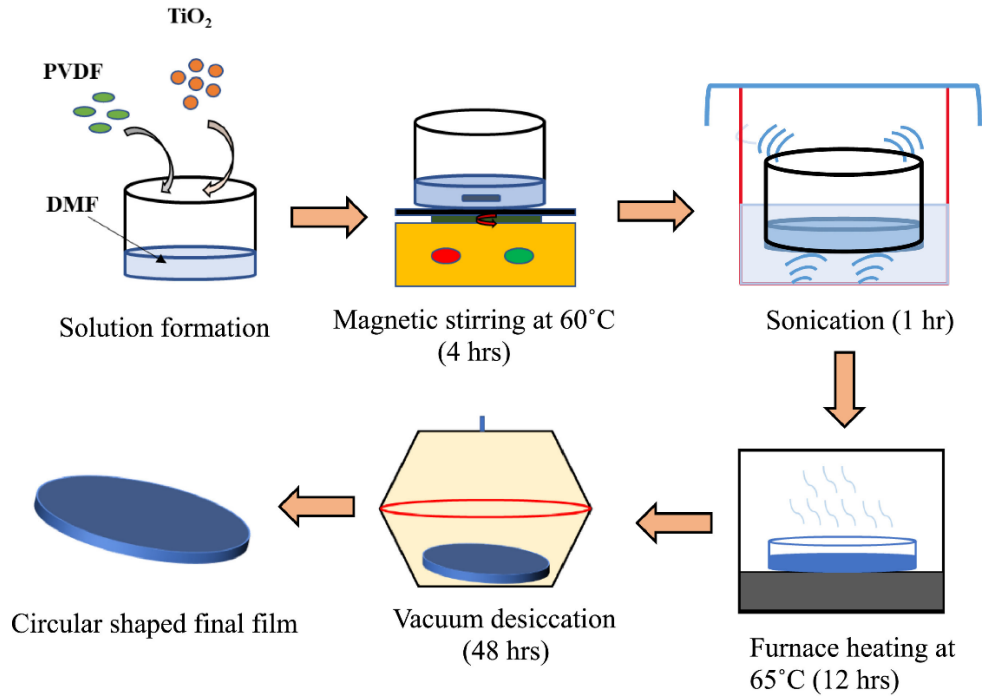 TiO₂
PVDF
DMF
Solution formation
Magnetic stirring at 60˚C
(4 hrs)
Sonication (1 hr)
Furnace heating at
65˚C (12 hrs)
Vacuum desiccation
(48 hrs)
Circular shaped final film